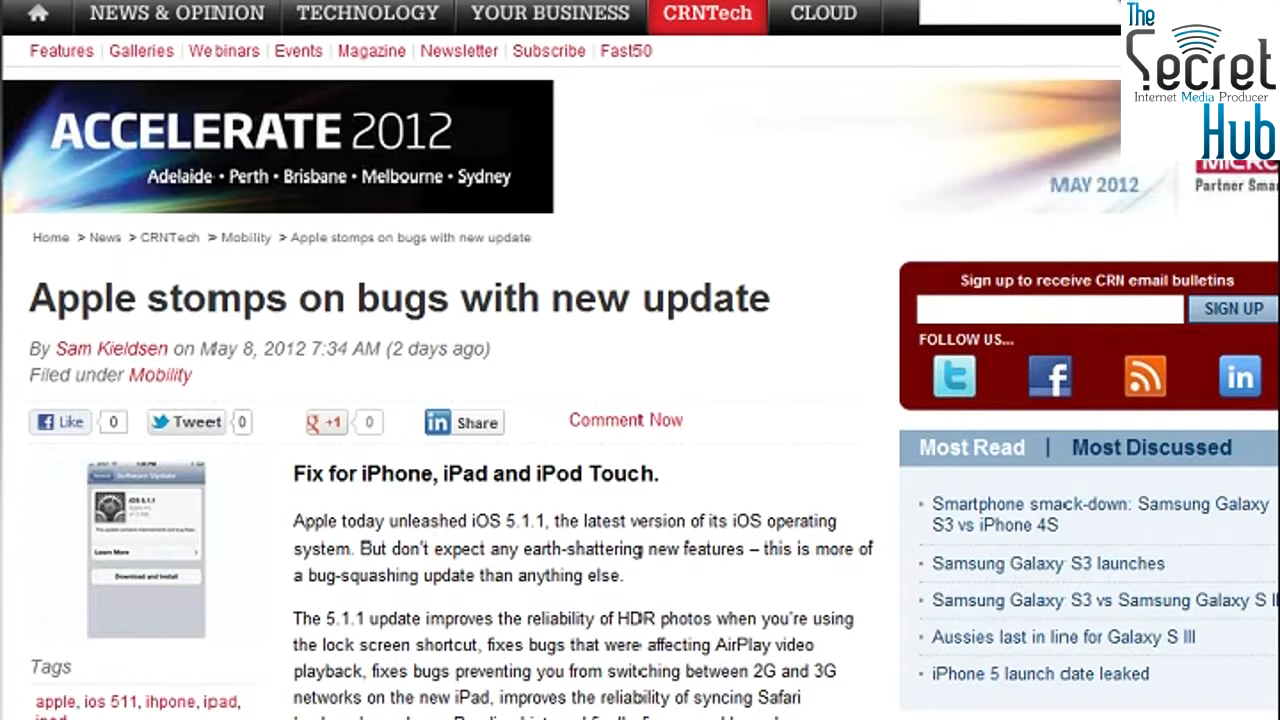 NEWS & OPINION TECHNOLOGY YOUR BUSINESS CRNTech CLOUD
Features Galleries Webinars Events Magazine Newsletter Subscribe Fast50
The
Secret
Internet Media Producer
Hub
ACCELERATE 2012
Adelaide • Perth • Brisbane • Melbourne • Sydney
MAY 2012
Partner
Home > News > CRNTech > Mobility > Apple stomps on bugs with new update
Apple stomps on bugs with new update
By Sam Kieldsen on May 8, 2012 7:34 AM (2 days ago)
Filed under Mobility
Like 0 Tweet 0 +1 0 Share Comment Now
Sign up to receive CRN email bulletins
SIGN UP
FOLLOW US...
Most Read | Most Discussed
Smartphone smack-down: Samsung Galaxy
S3 vs iPhone 4S
Samsung Galaxy S3 launches
Samsung Galaxy S3 vs Samsung Galaxy S
Aussies last in line for Galaxy S III
iPhone 5 launch date leaked
Software Update
iOS 5.1.1
Learn More
Download and Install
Fix for iPhone, iPad and iPod Touch.
Apple today unleashed iOS 5.1.1, the latest version of its iOS operating
system. But don't expect any earth-shattering new features – this is more of
a bug-squashing update than anything else.
The 5.1.1 update improves the reliability of HDR photos when you're using
the lock screen shortcut, fixes bugs that were affecting AirPlay video
playback, fixes bugs preventing you from switching between 2G and 3G
networks on the new iPad, improves the reliability of syncing Safari
Tags
apple, ios 511, ihpone, ipad,